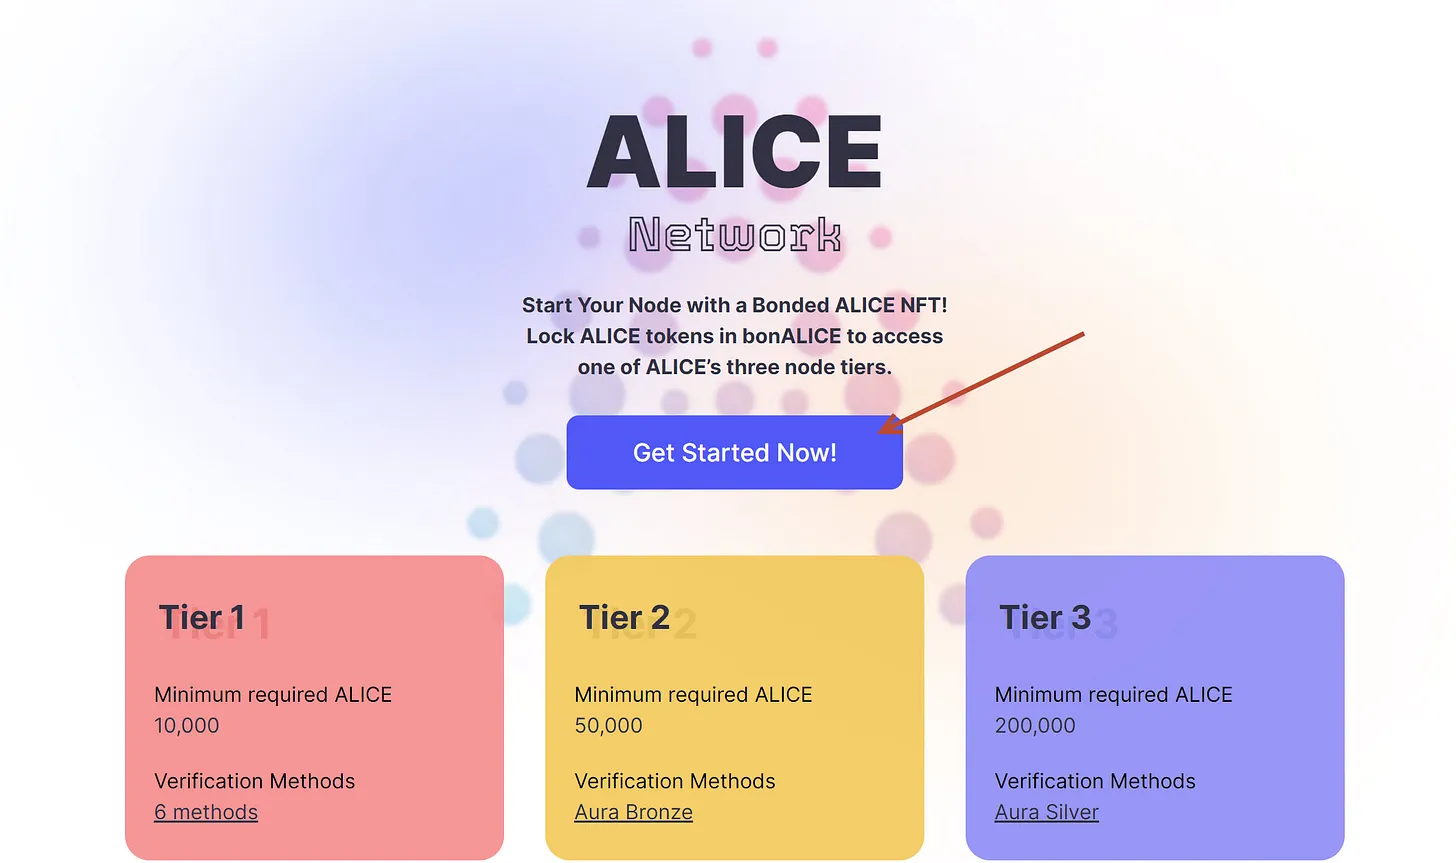 ALICE
Network
Start Your Node with a Bonded ALICE NFT!
Lock ALICE tokens in bonALICE to access
one of ALICE’s three node tiers.
Get Started Now!
Tier 1
Minimum required ALICE
10,000
Verification Methods
6 methods
Tier 2
Minimum required ALICE
50,000
Verification Methods
Aura Bronze
Tier 3
Minimum required ALICE
200,000
Verification Methods
Aura Silver